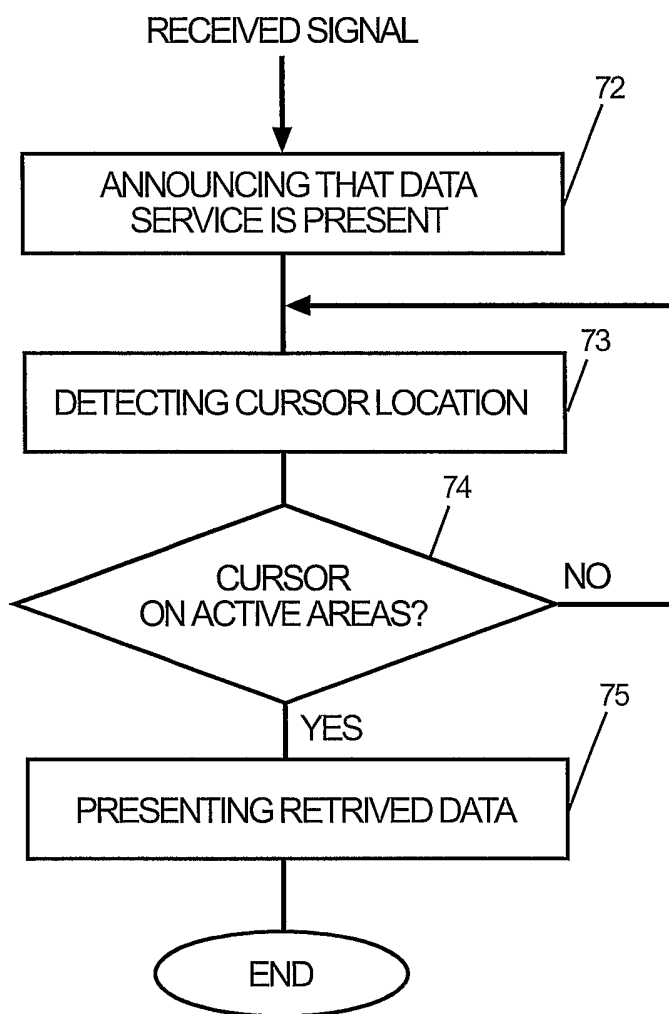 RECEIVED SIGNAL
72
ANNOUNCING THAT DATA
SERVICE IS PRESENT
73
DETECTING CURSOR LOCATION
74
CURSOR
ON ACTIVE AREAS?
NO
YES
75
PRESENTING RETRIVED DATA
END